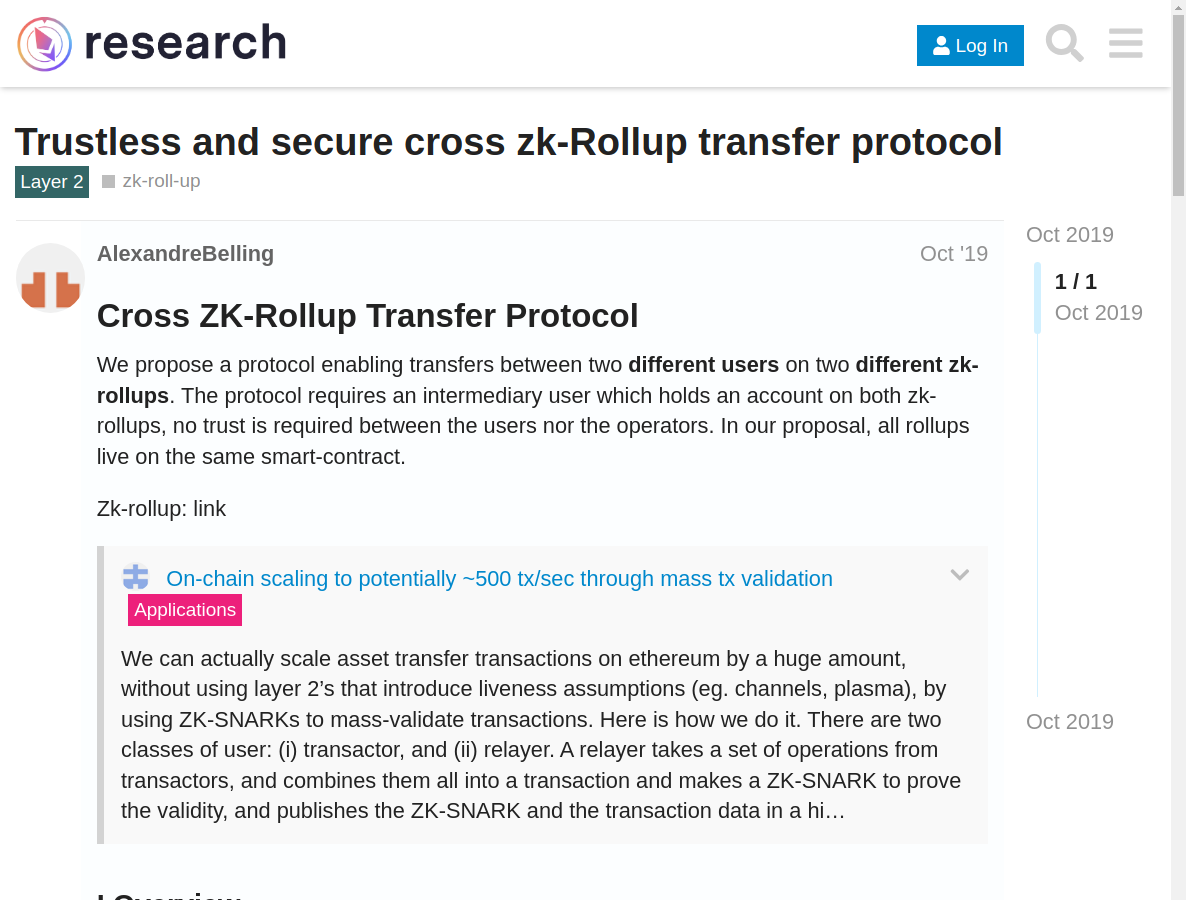 research
Log In
Trustless and secure cross zk-Rollup transfer protocol
Layer 2 zk-roll-up
Oct 2019
AlexandreBelling Oct '19
1 / 1
Oct 2019
Cross ZK-Rollup Transfer Protocol
We propose a protocol enabling transfers between two different users on two different zk-
rollups. The protocol requires an intermediary user which holds an account on both zk-
rollups, no trust is required between the users nor the operators. In our proposal, all rollups
live on the same smart-contract.
Zk-rollup: link
On-chain scaling to potentially ~500 tx/sec through mass tx validation
Applications
We can actually scale asset transfer transactions on ethereum by a huge amount,
without using layer 2’s that introduce liveness assumptions (eg. channels, plasma), by
using ZK-SNARKs to mass-validate transactions. Here is how we do it. There are two
classes of user: (i) transactor, and (ii) relayer. A relayer takes a set of operations from
transactors, and combines them all into a transaction and makes a ZK-SNARK to prove
the validity, and publishes the ZK-SNARK and the transaction data in a hi…
Oct 2019
I Overview